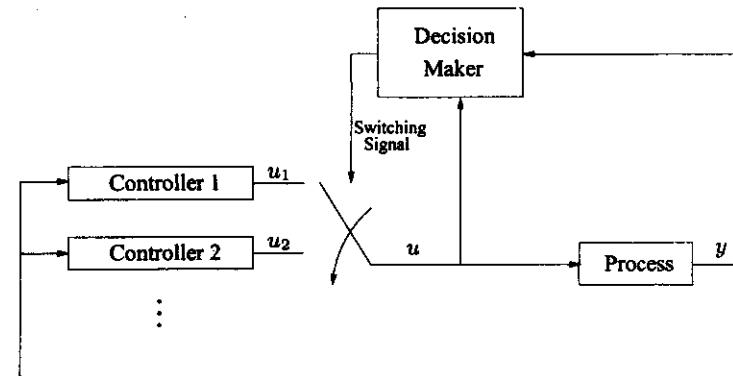 Decision
Maker
Switching
Signal
Controller 1
u₁
Controller 2
u₂
u
Process
y